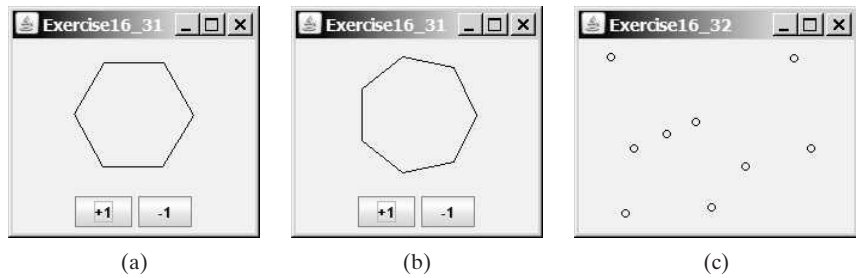 Exercise16_31
Exercise16_31
Exercise16_32
+1 -1
+1 -1
(a) (b) (c)